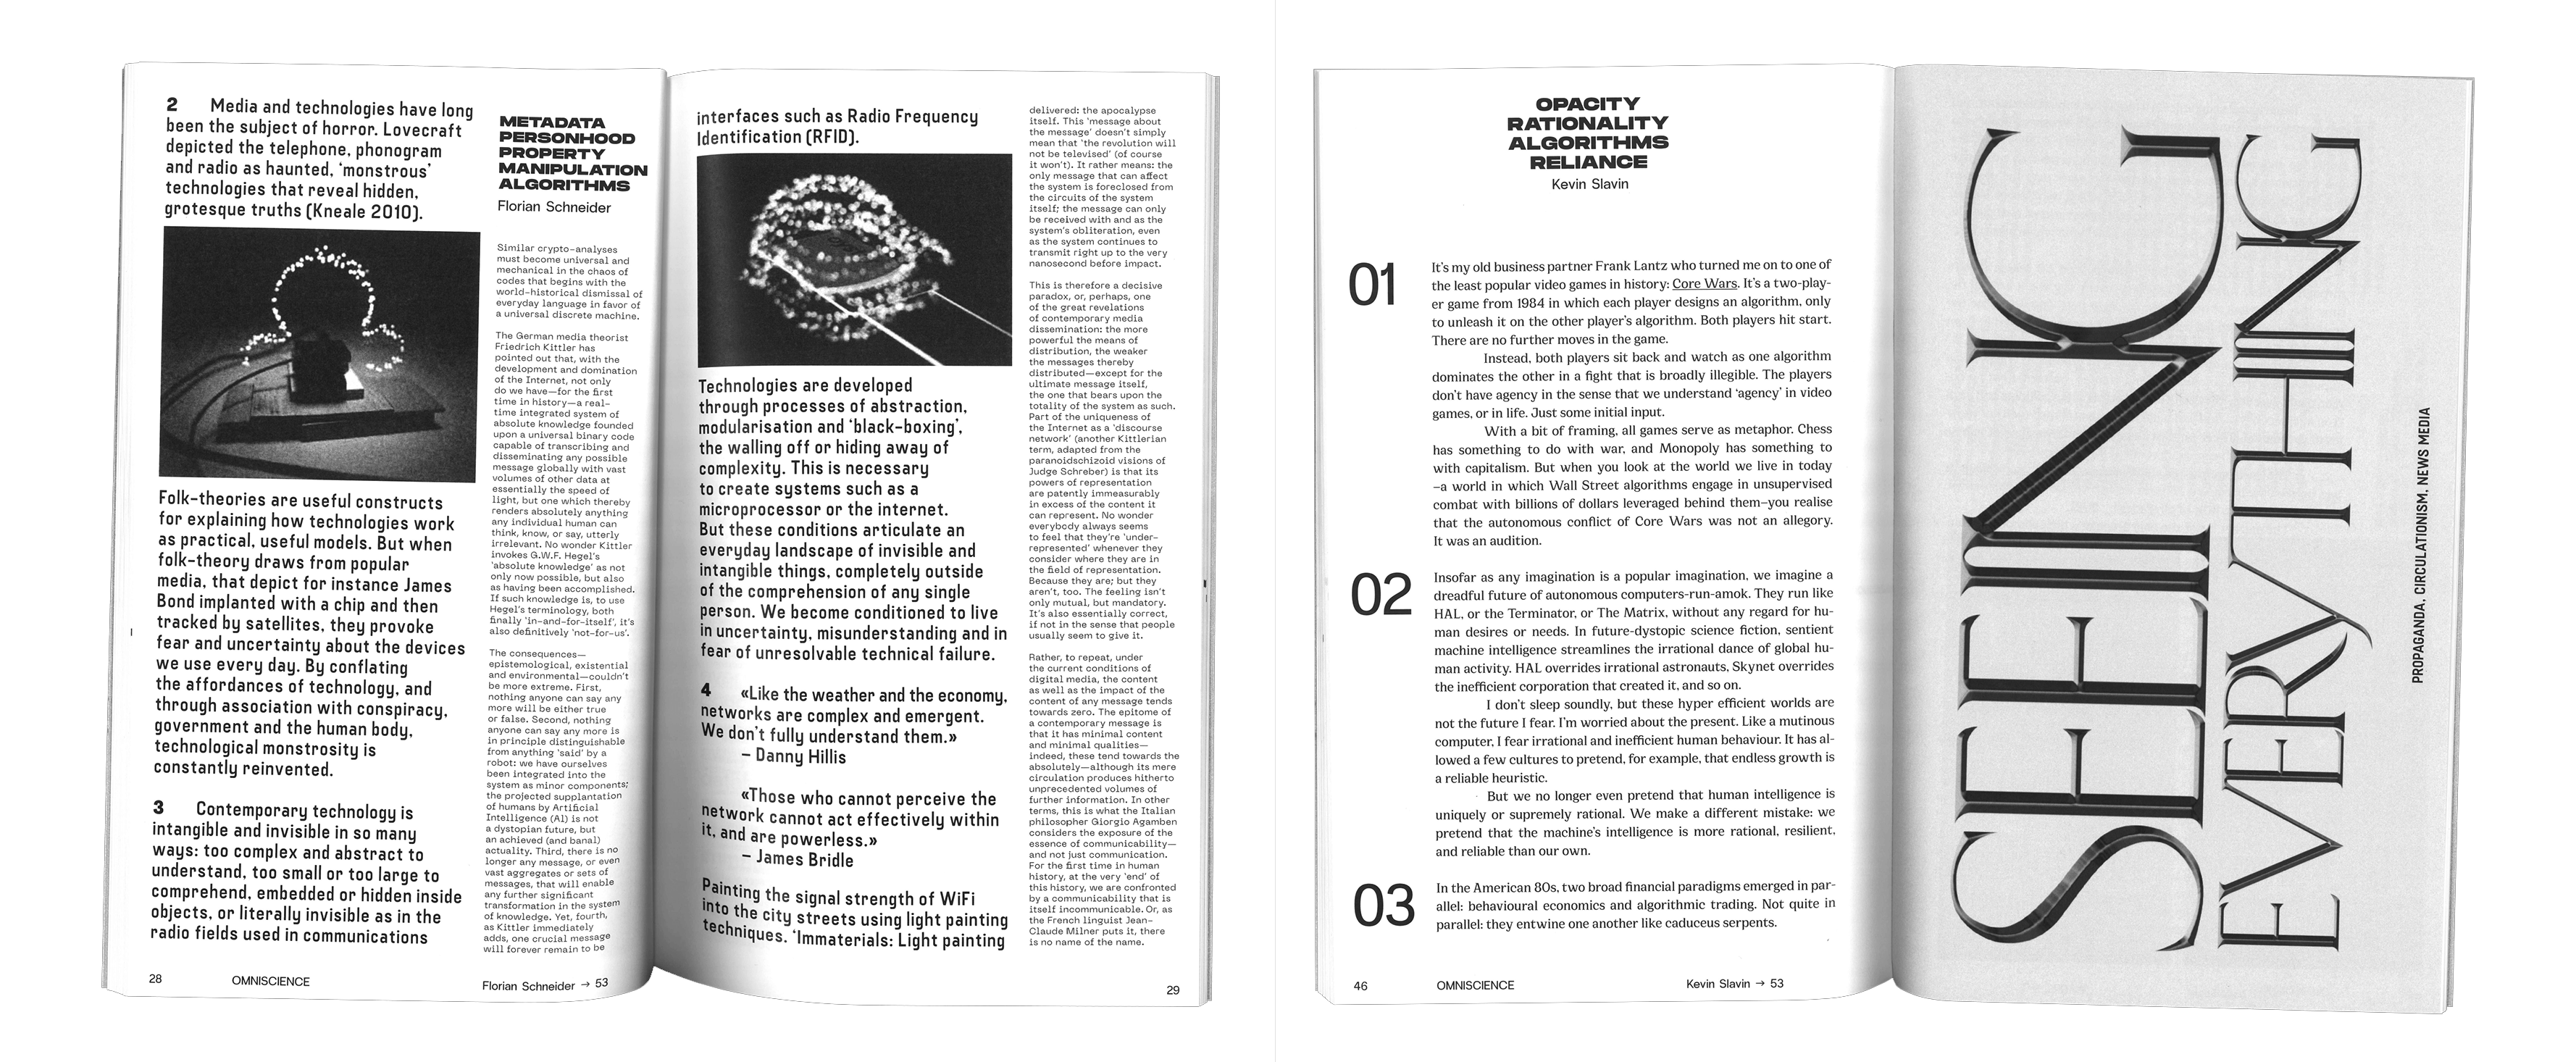 2 Media and technologies have long
been the subject of horror. Lovecraft
depicted the telephone, phonogram
and radio as haunted, ‘monstrous’
technologies that reveal hidden,
grotesque truths (Kneale 2010).
Folk-theories are useful constructs
for explaining how technologies work
as practical, useful models. But when
folk-theory draws from popular
media, that depict for instance James
Bond implanted with a chip and then
tracked by satellites, they provoke
fear and uncertainty about the devices
we use every day. By conflating
the affordances of technology, and
through association with conspiracy,
government and the human body,
technological monstrosity is
constantly reinvented.
3 Contemporary technology is
intangible and invisible in so many
ways: too complex and abstract to
understand, too small or too large to
comprehend, embedded or hidden inside
objects, or literally invisible as in the
radio fields used in communications
METADATA
PERSONHOOD
PROPERTY
MANIPULATION
ALGORITHMS
Florian Schneider
Similar crypto-analyses
must become universal and
mechanical in the chaos of
codes that begins with the
world-historical dismissal of
everyday language in favor of
a universal discrete machine.
The German media theorist
Friedrich Kittler has
pointed out that, with the
development and domination
of the Internet, not only
do we have—for the first
time in history—a real-
time integrated system of
absolute knowledge founded
upon a universal binary code
capable of transcribing and
disseminating any possible
message globally with vast
volumes of other data at
essentially the speed of
light, but one which thereby
renders absolutely anything
any individual human can
think, know, or say, utterly
irrelevant. No wonder Kittler
invokes G.W.F. Hegel’s
‘absolute knowledge’ as not
only now possible, but also
as having been accomplished.
If such knowledge is, to use
Hegel’s terminology, both
finally ‘in-and-for-itself’, it’s
also definitively ‘not-for-us’.
The consequences—
epistemological, existential
and environmental—couldn’t
be more extreme. First,
nothing anyone can say any
more will be either true
or false. Second, nothing
anyone can say any more is
in principle distinguishable
from anything ‘said’ by a
robot: we have ourselves
been integrated into the
system as minor components;
the projected supplantation
of humans by Artificial
Intelligence (AI) is not
a dystopian future, but
an achieved (and banal)
actuality. Third, there is no
longer any message, or even
vast aggregates or sets of
messages, that will enable
any further significant
transformation in the system
of knowledge. Yet, fourth,
as Kittler immediately
adds, one crucial message
will forever remain to be
28 OMNISCIENCE Florian Schneider → 53
interfaces such as Radio Frequency
Identification (RFID).
Technologies are developed
through processes of abstraction,
modularisation and ‘black-boxing’,
the walling off or hiding away of
complexity. This is necessary
to create systems such as a
microprocessor or the internet.
But these conditions articulate an
everyday landscape of invisible and
intangible things, completely outside
of the comprehension of any single
person. We become conditioned to live
in uncertainty, misunderstanding and in
fear of unresolvable technical failure.
4 «Like the weather and the economy,
networks are complex and emergent.
We don’t fully understand them.»
– Danny Hillis
«Those who cannot perceive the
network cannot act effectively within
it, and are powerless.»
– James Bridle
Painting the signal strength of WiFi
into the city streets using light painting
techniques. ‘Immaterials: Light painting
delivered: the apocalypse
itself. This ‘message about
the message’ doesn’t simply
mean that ‘the revolution will
not be televised’ (of course
it won’t). It rather means: the
only message that can affect
the system is foreclosed from
the circuits of the system
itself; the message can only
be received with and as the
system’s obliteration, even
as the system continues to
transmit right up to the very
nanosecond before impact.
This is therefore a decisive
paradox, or, perhaps, one
of the great revelations
of contemporary media
dissemination: the more
powerful the means of
distribution, the weaker
the messages thereby
distributed—except for the
ultimate message itself,
the one that bears upon the
totality of the system as such.
Part of the uniqueness of
the Internet as a ‘discourse
network’ (another Kittlerian
term, adapted from the
paranoidschizoid visions of
Judge Schreber) is that its
powers of representation
are patently immeasurably
in excess of the content it
can represent. No wonder
everybody always seems
to feel that they’re ‘under-
represented’ whenever they
consider where they are in
the field of representation.
Because they are; but they
aren’t, too. The feeling isn’t
only mutual, but mandatory.
It’s also essentially correct,
if not in the sense that people
usually seem to give it.
Rather, to repeat, under
the current conditions of
digital media, the content
as well as the impact of the
content of any message tends
towards zero. The epitome of
a contemporary message is
that it has minimal content
and minimal qualities—
indeed, these tend towards the
absolutely—although its mere
circulation produces hitherto
unprecedented volumes of
further information. In other
terms, this is what the Italian
philosopher Giorgio Agamben
considers the exposure of the
essence of communicability—
and not just communication.
For the first time in human
history, at the very ‘end’ of
this history, we are confronted
by a communicability that is
itself incommunicable. Or, as
the French linguist Jean-
Claude Milner puts it, there
is no name of the name.
29
OPACITY
RATIONALITY
ALGORITHMS
RELIANCE
Kevin Slavin
01
It’s my old business partner Frank Lantz who turned me on to one of
the least popular video games in history: Core Wars. It’s a two-play-
er game from 1984 in which each player designs an algorithm, only
to unleash it on the other player’s algorithm. Both players hit start.
There are no further moves in the game.
Instead, both players sit back and watch as one algorithm
dominates the other in a fight that is broadly illegible. The players
don’t have agency in the sense that we understand ‘agency’ in video
games, or in life. Just some initial input.
With a bit of framing, all games serve as metaphor. Chess
has something to do with war, and Monopoly has something to
with capitalism. But when you look at the world we live in today
–a world in which Wall Street algorithms engage in unsupervised
combat with billions of dollars leveraged behind them–you realise
that the autonomous conflict of Core Wars was not an allegory.
It was an audition.
02
Insofar as any imagination is a popular imagination, we imagine a
dreadful future of autonomous computers-run-amok. They run like
HAL, or the Terminator, or The Matrix, without any regard for hu-
man desires or needs. In future-dystopic science fiction, sentient
machine intelligence streamlines the irrational dance of global hu-
man activity. HAL overrides irrational astronauts, Skynet overrides
the inefficient corporation that created it, and so on.
I don’t sleep soundly, but these hyper efficient worlds are
not the future I fear. I’m worried about the present. Like a mutinous
computer, I fear irrational and inefficient human behaviour. It has al-
lowed a few cultures to pretend, for example, that endless growth is
a reliable heuristic.
But we no longer even pretend that human intelligence is
uniquely or supremely rational. We make a different mistake: we
pretend that the machine’s intelligence is more rational, resilient,
and reliable than our own.
03
In the American 80s, two broad financial paradigms emerged in par-
allel: behavioural economics and algorithmic trading. Not quite in
parallel: they entwine one another like caduceus serpents.
46 OMNISCIENCE Kevin Slavin → 53
SEEING
EVERYTHING
PROPAGANDA, CIRCULATIONISM, NEWS MEDIA